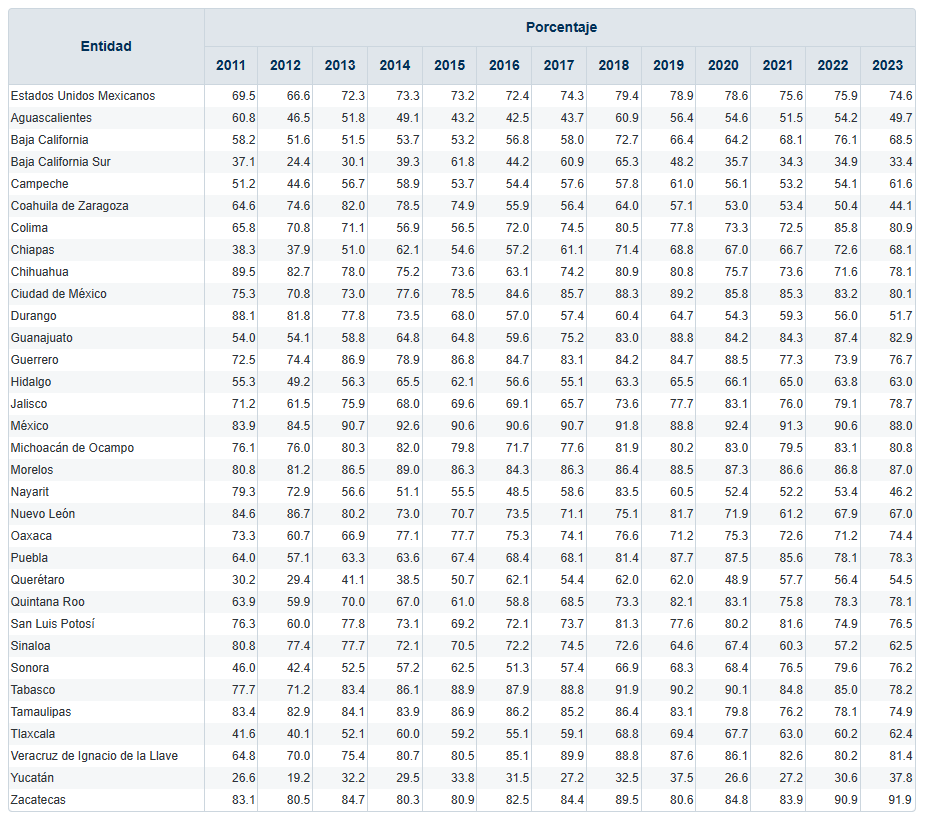 Entidad Porcentaje
2011 2012 2013 2014 2015 2016 2017 2018 2019 2020 2021 2022 2023
Estados Unidos Mexicanos 69.5 66.6 72.3 73.3 73.2 72.4 74.3 79.4 78.9 78.6 75.6 75.9 74.6
Aguascalientes 60.8 46.5 51.8 49.1 43.2 42.5 43.7 60.9 56.4 54.6 51.5 54.2 49.7
Baja California 58.2 51.6 51.5 53.7 53.2 56.8 58.0 72.7 66.4 64.2 68.1 76.1 68.5
Baja California Sur 37.1 24.4 30.1 39.3 61.8 44.2 60.9 65.3 48.2 35.7 34.3 34.9 33.4
Campeche 51.2 44.6 56.7 58.9 53.7 54.4 57.6 57.8 61.0 56.1 53.2 54.1 61.6
Coahuila de Zaragoza 64.6 74.6 82.0 78.5 74.9 55.9 56.4 64.0 57.1 53.0 53.4 50.4 44.1
Colima 65.8 70.8 71.1 56.9 56.5 72.0 74.5 80.5 77.8 73.3 72.5 85.8 80.9
Chiapas 38.3 37.9 51.0 62.1 54.6 57.2 61.1 71.4 68.8 67.0 66.7 72.6 68.1
Chihuahua 89.5 82.7 78.0 75.2 73.6 63.1 74.2 80.9 80.8 75.7 73.6 71.6 78.1
Ciudad de México 75.3 70.8 73.0 77.6 78.5 84.6 85.7 88.3 89.2 85.8 85.3 83.2 80.1
Durango 88.1 81.8 77.8 73.5 68.0 57.0 57.4 60.4 64.7 54.3 59.3 56.0 51.7
Guanajuato 54.0 54.1 58.8 64.8 64.8 59.6 75.2 83.0 88.8 84.2 84.3 87.4 82.9
Guerrero 72.5 74.4 86.9 78.9 86.8 84.7 83.1 84.2 84.7 88.5 77.3 73.9 76.7
Hidalgo 55.3 49.2 56.3 65.5 62.1 56.6 55.1 63.3 65.5 66.1 65.0 63.8 63.0
Jalisco 71.2 61.5 75.9 68.0 69.6 69.1 65.7 73.6 77.7 83.1 76.0 79.1 78.7
México 83.9 84.5 90.7 92.6 90.6 90.6 90.7 91.8 88.8 92.4 91.3 90.6 88.0
Michoacán de Ocampo 76.1 76.0 80.3 82.0 79.8 71.7 77.6 81.9 80.2 83.0 79.5 83.1 80.8
Morelos 80.8 81.2 86.5 89.0 86.3 84.3 86.3 86.4 88.5 87.3 86.6 86.8 87.0
Nayarit 79.3 72.9 56.6 51.1 55.5 48.5 58.6 83.5 60.5 52.4 52.2 53.4 46.2
Nuevo León 84.6 86.7 80.2 73.0 70.7 73.5 71.1 75.1 81.7 71.9 61.2 67.9 67.0
Oaxaca 73.3 60.7 66.9 77.1 77.7 75.3 74.1 76.6 71.2 75.3 72.6 71.2 74.4
Puebla 64.0 57.1 63.3 63.6 67.4 68.4 68.1 81.4 87.7 87.5 85.6 78.1 78.3
Querétaro 30.2 29.4 41.1 38.5 50.7 62.1 54.4 62.0 62.0 48.9 57.7 56.4 54.5
Quintana Roo 63.9 59.9 70.0 67.0 61.0 58.8 68.5 73.3 82.1 83.1 75.8 78.3 78.1
San Luis Potosí 76.3 60.0 77.8 73.1 69.2 72.1 73.7 81.3 77.6 80.2 81.6 74.9 76.5
Sinaloa 80.8 77.4 77.7 72.1 70.5 72.2 74.5 72.6 64.6 67.4 60.3 57.2 62.5
Sonora 46.0 42.4 52.5 57.2 62.5 51.3 57.4 66.9 68.3 68.4 76.5 79.6 76.2
Tabasco 77.7 71.2 83.4 86.1 88.9 87.9 88.8 91.9 90.2 90.1 84.8 85.0 78.2
Tamaulipas 83.4 82.9 84.1 83.9 86.9 86.2 85.2 86.4 83.1 79.8 76.2 78.1 74.9
Tlaxcala 41.6 40.1 52.1 60.0 59.2 55.1 59.1 68.8 69.4 67.7 63.0 60.2 62.4
Veracruz de Ignacio de la Llave 64.8 70.0 75.4 80.7 80.5 85.1 89.9 88.8 87.6 86.1 82.6 80.2 81.4
Yucatán 26.6 19.2 32.2 29.5 33.8 31.5 27.2 32.5 37.5 26.6 27.2 30.6 37.8
Zacatecas 83.1 80.5 84.7 80.3 80.9 82.5 84.4 89.5 80.6 84.8 83.9 90.9 91.9